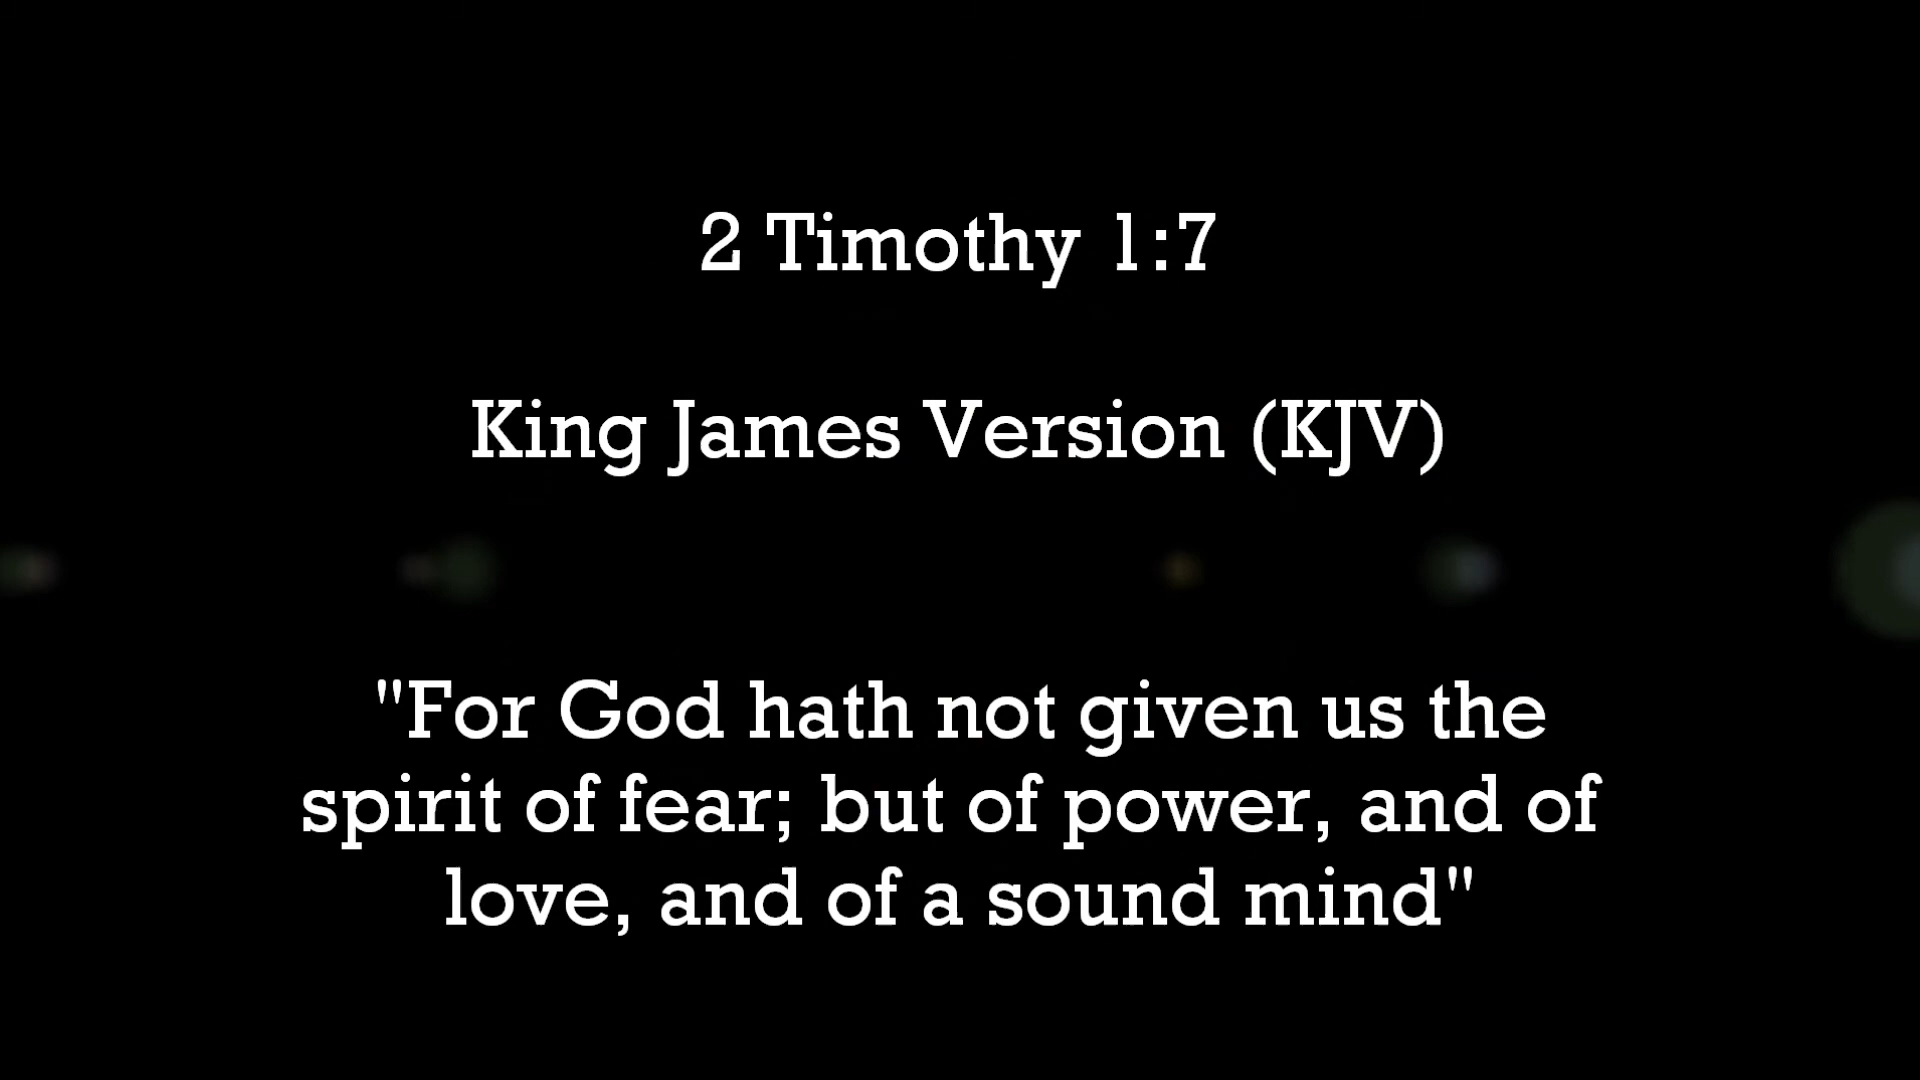 2 Timothy 1:7
King James Version (KJV)
"For God hath not given us the
spirit of fear; but of power, and of
love, and of a sound mind"